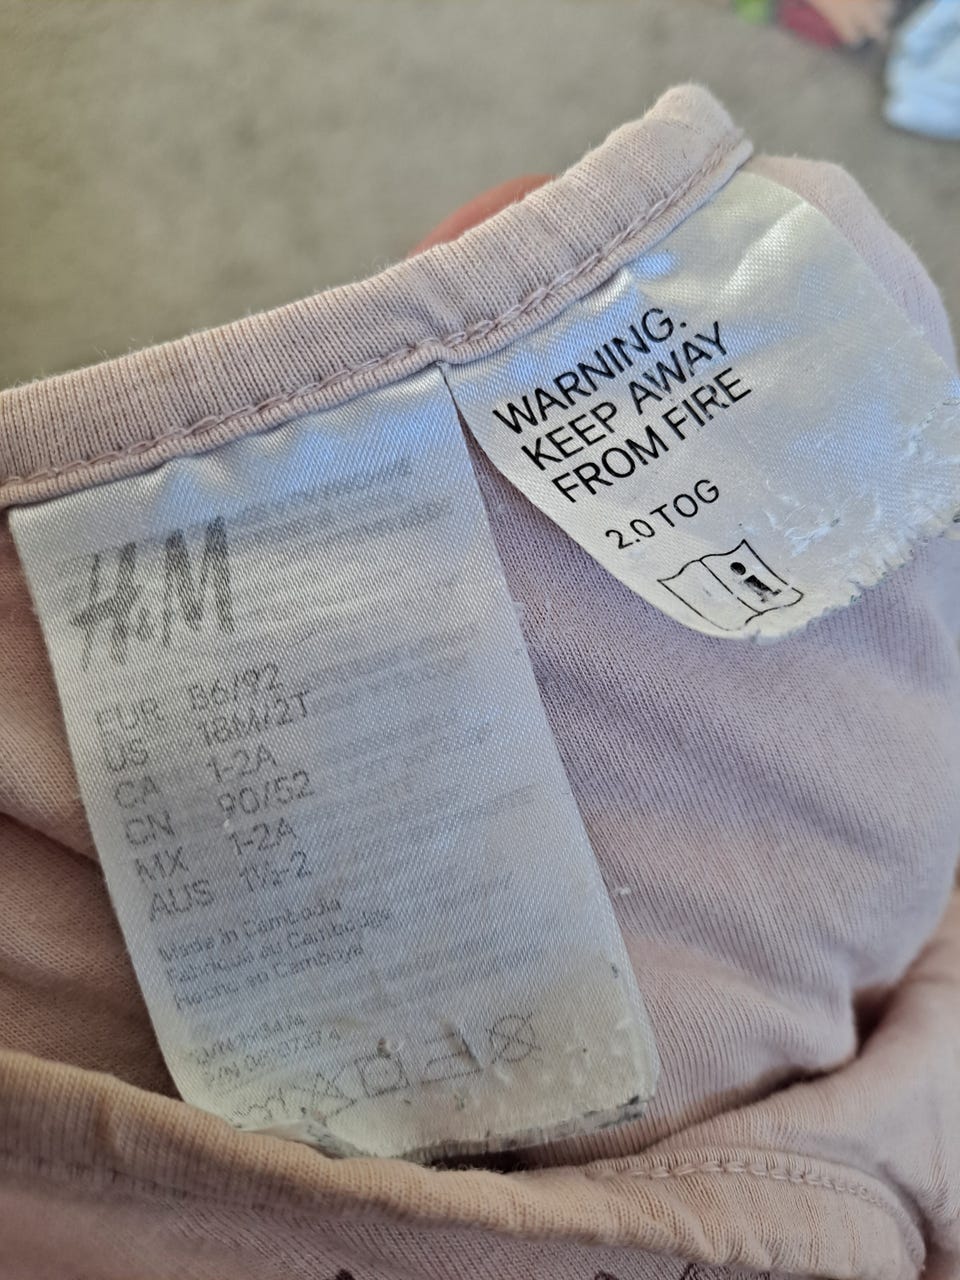 H&M
EUR 86/92
US 18M/2T
CA 1-2A
CN 90/52
MX 1-2A
AUS 1½-2
Made in Cambodia
Fabriqué au Cambodge
Hecho en Camboya
WARNING.
KEEP AWAY
FROM FIRE
2.0 TOG